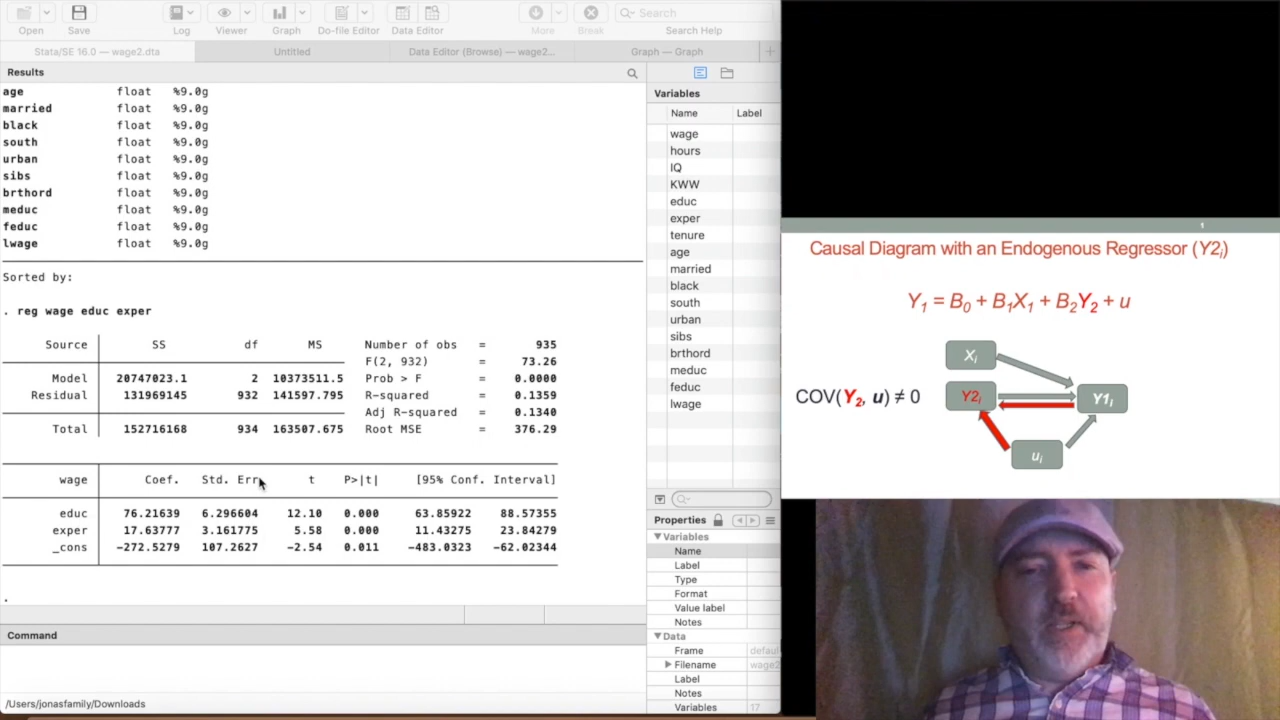 Open Save Log Viewer Graph Do-file Editor Data Editor More Break Search Help
Search
Stata/SE 16.0 — wage2.dta
Untitled
Data Editor (Browse) — wage2...
Graph — Graph
Results
age float %9.0g
married float %9.0g
black float %9.0g
south float %9.0g
urban float %9.0g
sibs float %9.0g
brthord float %9.0g
meduc float %9.0g
feduc float %9.0g
lwage float %9.0g
Sorted by:
. reg wage educ exper
Source SS df MS Number of obs = 935
F(2, 932) = 73.26
Model 20747023.1 2 10373511.5 Prob > F = 0.0000
Residual 131969145 932 141597.795 R-squared = 0.1359
Adj R-squared = 0.1340
Total 152716168 934 163507.675 Root MSE = 376.29
wage Coef. Std. Err. t P>|t| [95% Conf. Interval]
educ 76.21639 6.296604 12.10 0.000 63.85922 88.57355
exper 17.63777 3.161775 5.58 0.000 11.43275 23.84279
_cons -272.5279 107.2627 -2.54 0.011 -483.0323 -62.02344
.
Command
/Users/jonasfamily/Downloads
Variables
Name Label
wage
hours
IQ
KWW
educ
exper
tenure
age
married
black
south
urban
sibs
brthord
meduc
feduc
lwage
Properties
Variables
Name
Label
Type
Format
Value label
Notes
Data
Frame defaul
Filename wage2
Label
Notes
Variables 17
1
Causal Diagram with an Endogenous Regressor (Y2i)
Y1 = B0 + B1X1 + B2Y2 + u
COV(Y2, u) ≠ 0
Xi
Y2i
Y1i
ui